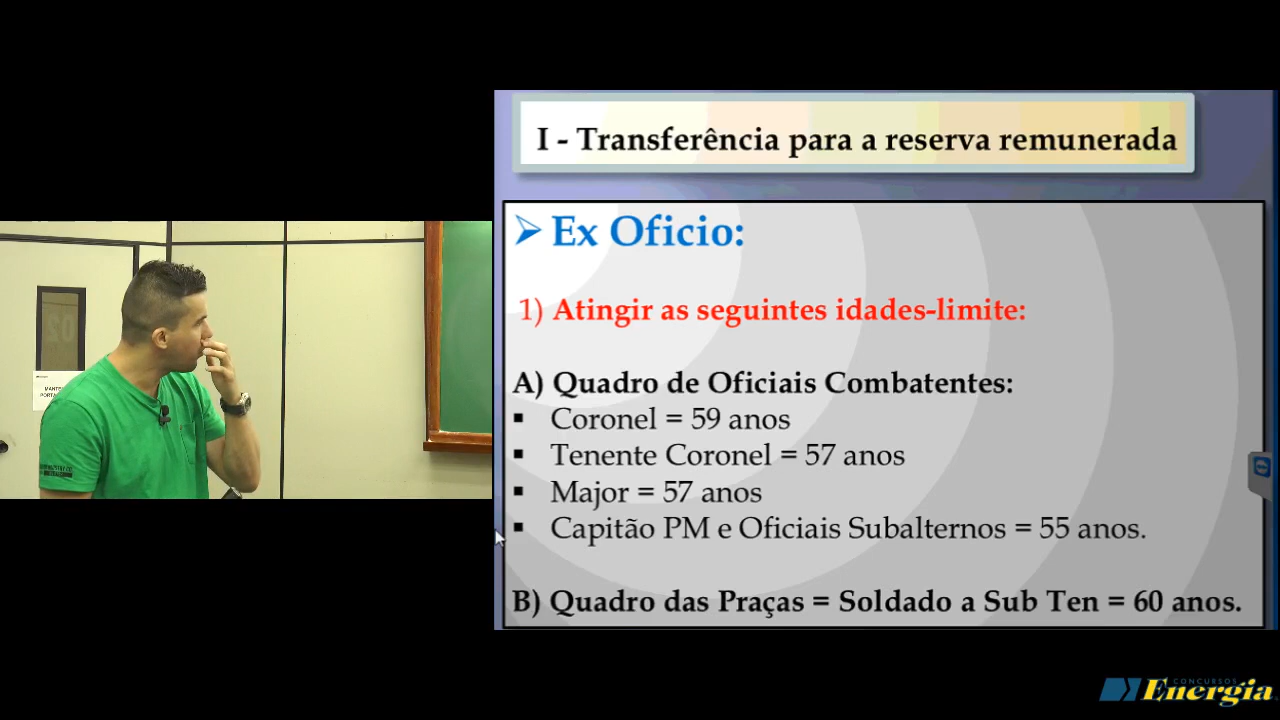 I - Transferência para a reserva remunerada
Ex Oficio:
1) Atingir as seguintes idades-limite:
A) Quadro de Oficiais Combatentes:
Coronel = 59 anos
Tenente Coronel = 57 anos
Major = 57 anos
Capitão PM e Oficiais Subalternos = 55 anos.
B) Quadro das Praças = Soldado a Sub Ten = 60 anos.
02
CONCURSOS
Energia